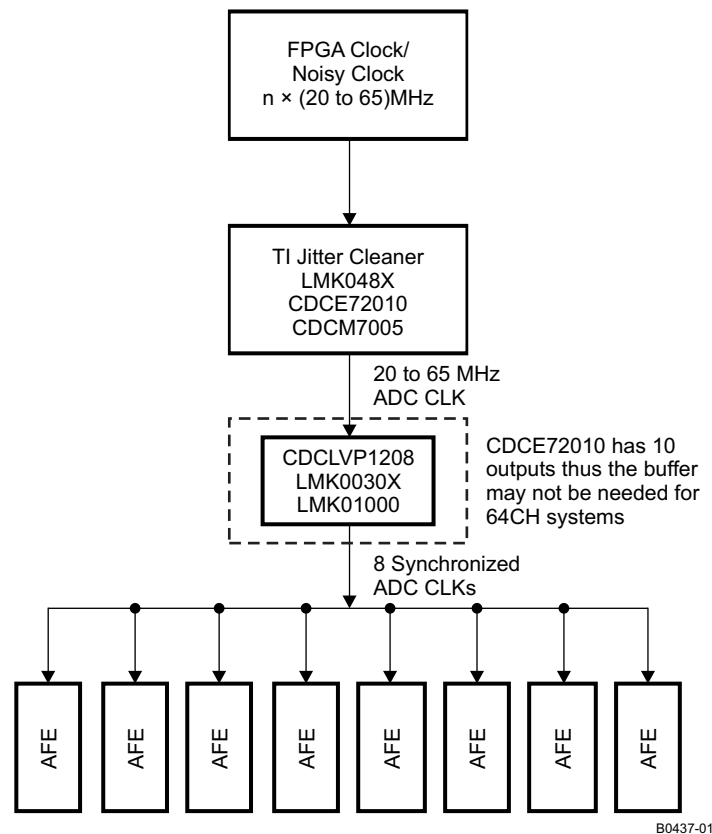 FPGA Clock/
Noisy Clock
n × (20 to 65)MHz
TI Jitter Cleaner
LMK048X
CDCE72010
CDCM7005
20 to 65 MHz
ADC CLK
CDCLVP1208
LMK0030X
LMK01000
CDCE72010 has 10
outputs thus the buffer
may not be needed for
64CH systems
8 Synchronized
ADC CLKs
AFE
AFE
AFE
AFE
AFE
AFE
AFE
AFE
B0437-01